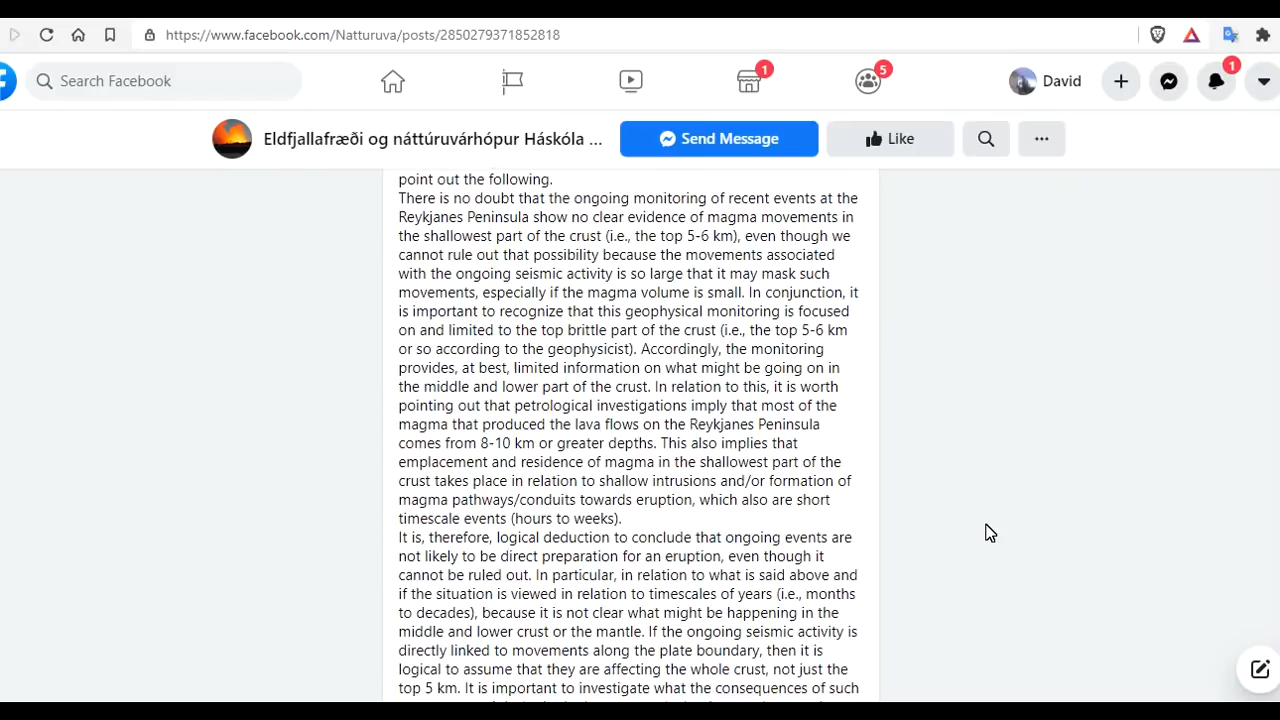 https://www.facebook.com/Natturuva/posts/2850279371852818
Search Facebook
1
5
David
1
Eldfjallafræði og náttúruvárhópur Háskóla ...
Send Message
Like
point out the following.
There is no doubt that the ongoing monitoring of recent events at the
Reykjanes Peninsula show no clear evidence of magma movements in
the shallowest part of the crust (i.e., the top 5-6 km), even though we
cannot rule out that possibility because the movements associated
with the ongoing seismic activity is so large that it may mask such
movements, especially if the magma volume is small. In conjunction, it
is important to recognize that this geophysical monitoring is focused
on and limited to the top brittle part of the crust (i.e., the top 5-6 km
or so according to the geophysicist). Accordingly, the monitoring
provides, at best, limited information on what might be going on in
the middle and lower part of the crust. In relation to this, it is worth
pointing out that petrological investigations imply that most of the
magma that produced the lava flows on the Reykjanes Peninsula
comes from 8-10 km or greater depths. This also implies that
emplacement and residence of magma in the shallowest part of the
crust takes place in relation to shallow intrusions and/or formation of
magma pathways/conduits towards eruption, which also are short
timescale events (hours to weeks).
It is, therefore, logical deduction to conclude that ongoing events are
not likely to be direct preparation for an eruption, even though it
cannot be ruled out. In particular, in relation to what is said above and
if the situation is viewed in relation to timescales of years (i.e., months
to decades), because it is not clear what might be happening in the
middle and lower crust or the mantle. If the ongoing seismic activity is
directly linked to movements along the plate boundary, then it is
logical to assume that they are affecting the whole crust, not just the
top 5 km. It is important to investigate what the consequences of such